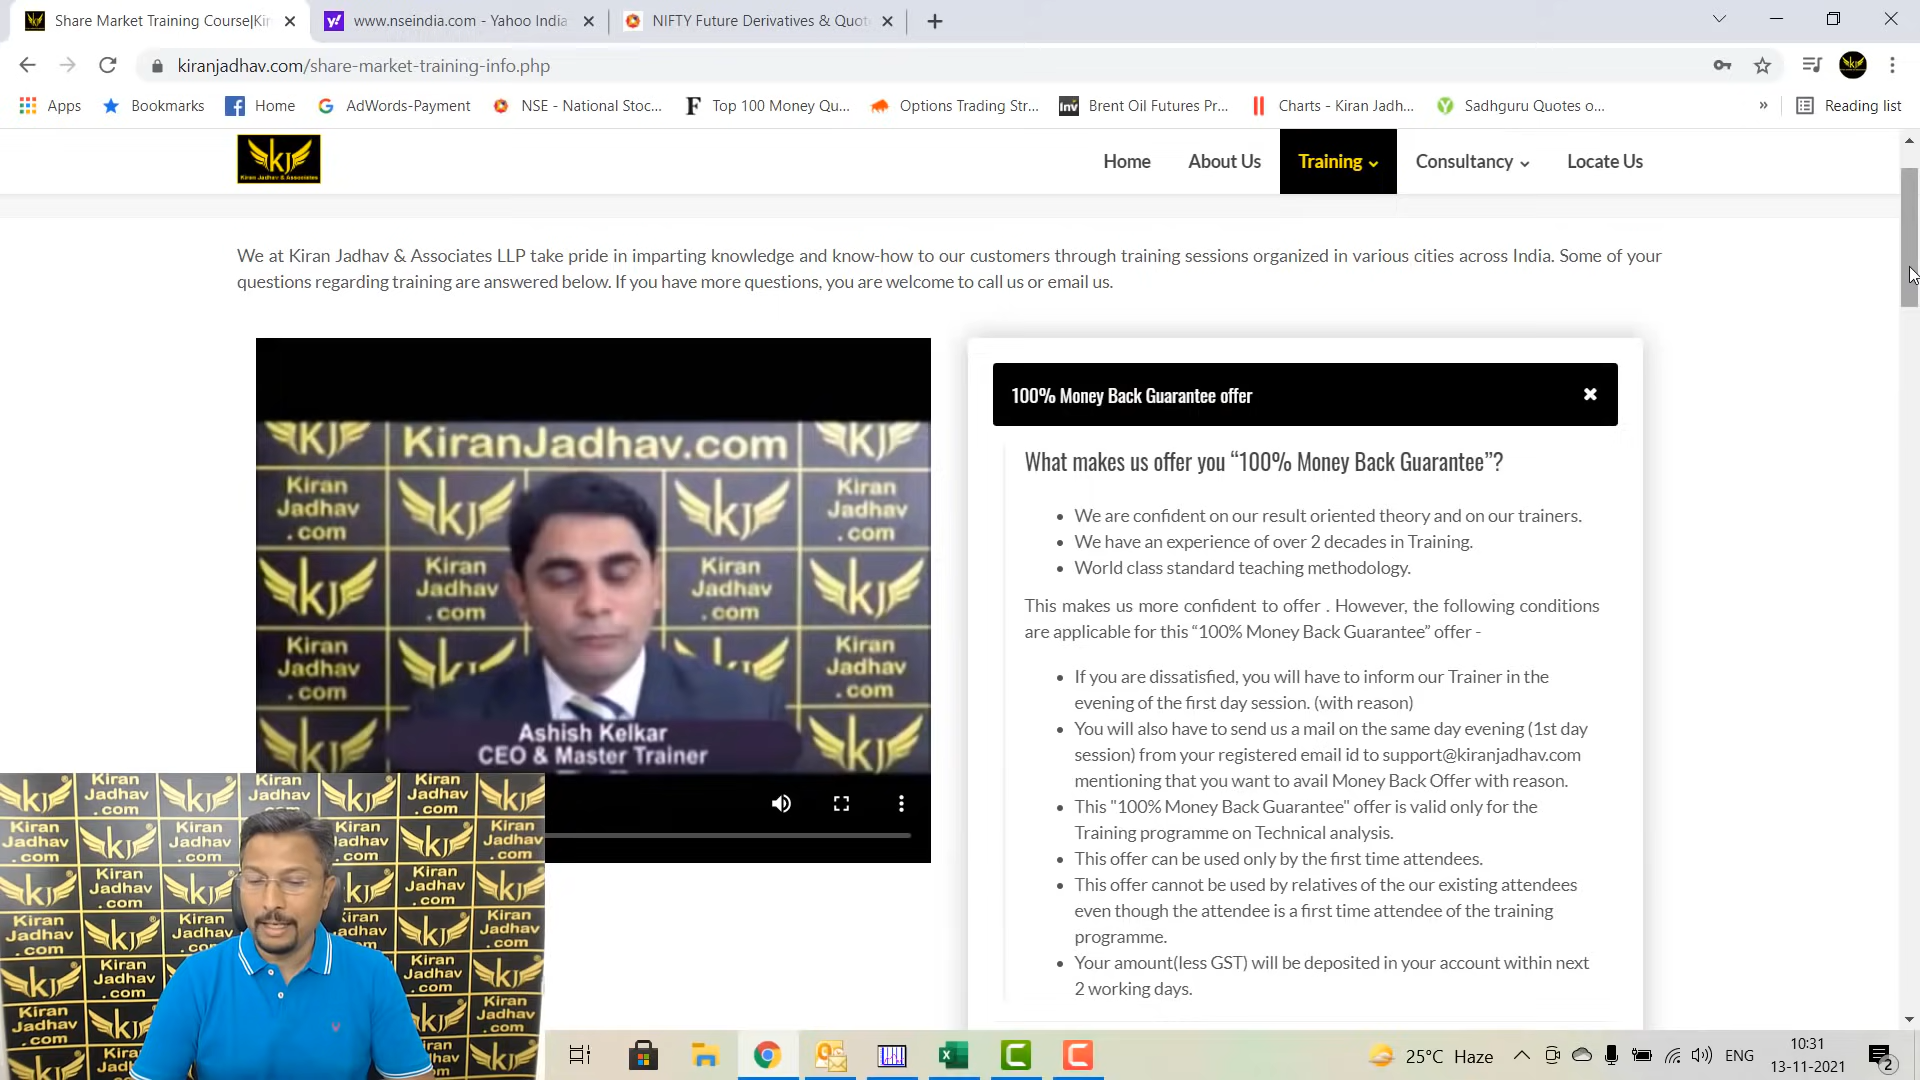 Share Market Training Course|Kir
www.nseindia.com - Yahoo India
NIFTY Future Derivatives & Quot
kiranjadhav.com/share-market-training-info.php
Apps
Bookmarks
Home
AdWords-Payment
NSE - National Stoc...
Top 100 Money Qu...
Options Trading Str...
Brent Oil Futures Pr...
Charts - Kiran Jadh...
Sadhguru Quotes o...
»
Reading list
KJ
Kiran Jadhav & Associates
Home
About Us
Training
Consultancy
Locate Us
We at Kiran Jadhav & Associates LLP take pride in imparting knowledge and know-how to our customers through training sessions organized in various cities across India. Some of your
questions regarding training are answered below. If you have more questions, you are welcome to call us or email us.
KiranJadhav.com
Kiran
Jadhav
.com
Ashish Kelkar
CEO & Master Trainer
100% Money Back Guarantee offer
What makes us offer you “100% Money Back Guarantee”?
• We are confident on our result oriented theory and on our trainers.
• We have an experience of over 2 decades in Training.
• World class standard teaching methodology.
This makes us more confident to offer . However, the following conditions
are applicable for this “100% Money Back Guarantee” offer -
• If you are dissatisfied, you will have to inform our Trainer in the
evening of the first day session. (with reason)
• You will also have to send us a mail on the same day evening (1st day
session) from your registered email id to support@kiranjadhav.com
mentioning that you want to avail Money Back Offer with reason.
• This "100% Money Back Guarantee" offer is valid only for the
Training programme on Technical analysis.
• This offer can be used only by the first time attendees.
• This offer cannot be used by relatives of the our existing attendees
even though the attendee is a first time attendee of the training
programme.
• Your amount(less GST) will be deposited in your account within next
2 working days.
Kiran
Jadhav
.com
KJ
25°C Haze
ENG
10:31
13-11-2021
2